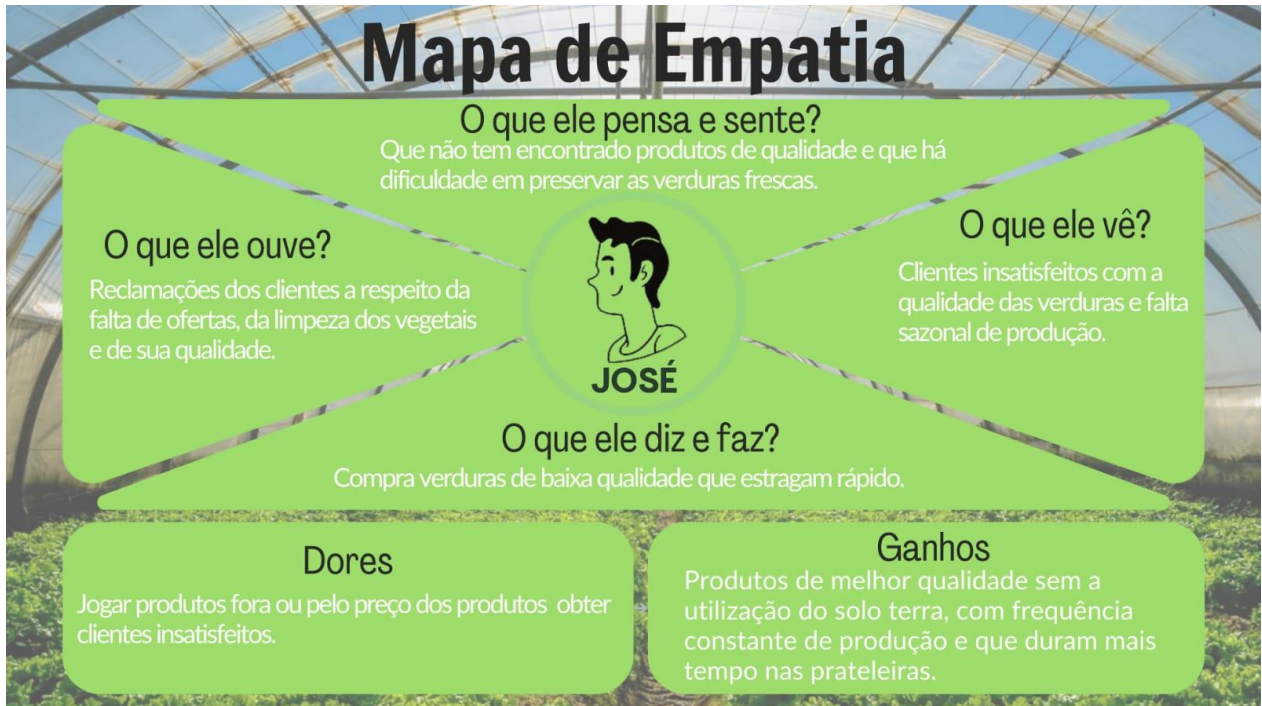 Mapa de Empatia
O que ele pensa e sente?
Que não tem encontrado produtos de qualidade e que há
dificuldade em preservar as verduras frescas.
O que ele ouve?
Reclamações dos clientes a respeito da
falta de ofertas, da limpeza dos vegetais
e de sua qualidade.
O que ele vê?
Clientes insatisfeitos com a
qualidade das verduras e falta
sazonal de produção.
JOSÉ
O que ele diz e faz?
Compra verduras de baixa qualidade que estragam rápido.
Dores
Jogar produtos fora ou pelo preço dos produtos obter
clientes insatisfeitos.
Ganhos
Produtos de melhor qualidade sem a
utilização do solo terra, com frequência
constante de produção e que duram mais
tempo nas prateleiras.